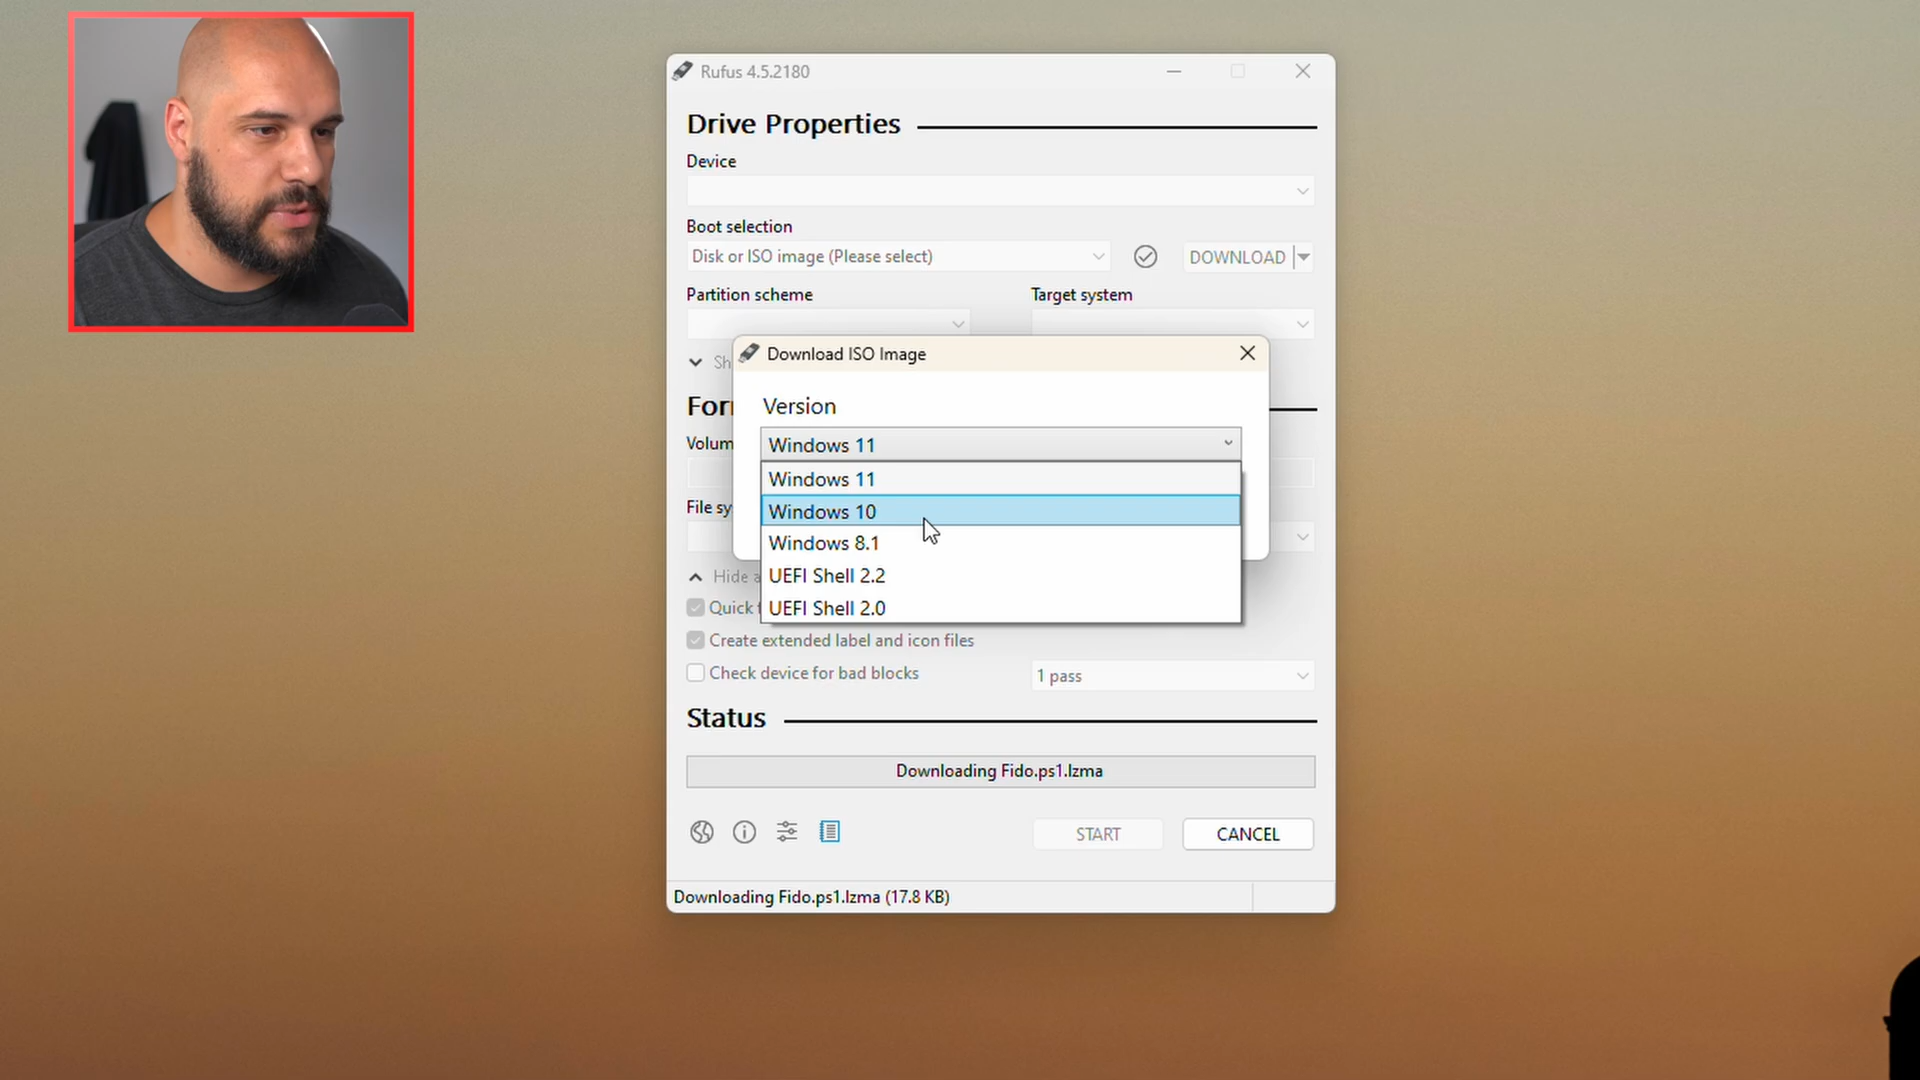 Rufus 4.5.2180
Drive Properties
Device
Boot selection
Disk or ISO image (Please select)
DOWNLOAD
Partition scheme
Target system
Sh
Download ISO Image
Version
Windows 11
Windows 11
Windows 10
Windows 8.1
UEFI Shell 2.2
UEFI Shell 2.0
For
Volum
File sy
Hide a
Quick f
Create extended label and icon files
Check device for bad blocks
1 pass
Status
Downloading Fido.ps1.lzma
START
CANCEL
Downloading Fido.ps1.lzma (17.8 KB)